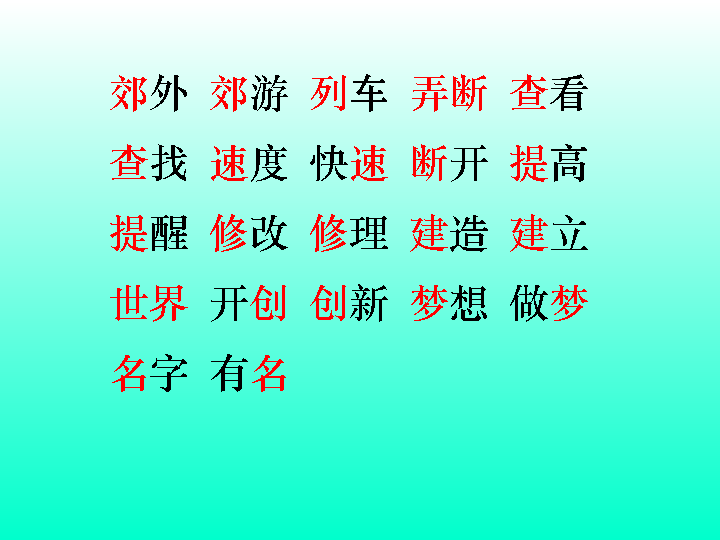 郊外 郊游 列车 弄断 查看
查找 速度 快速 断开 提高
提醒 修改 修理 建造 建立
世界 开创 创新 梦想 做梦
名字 有名